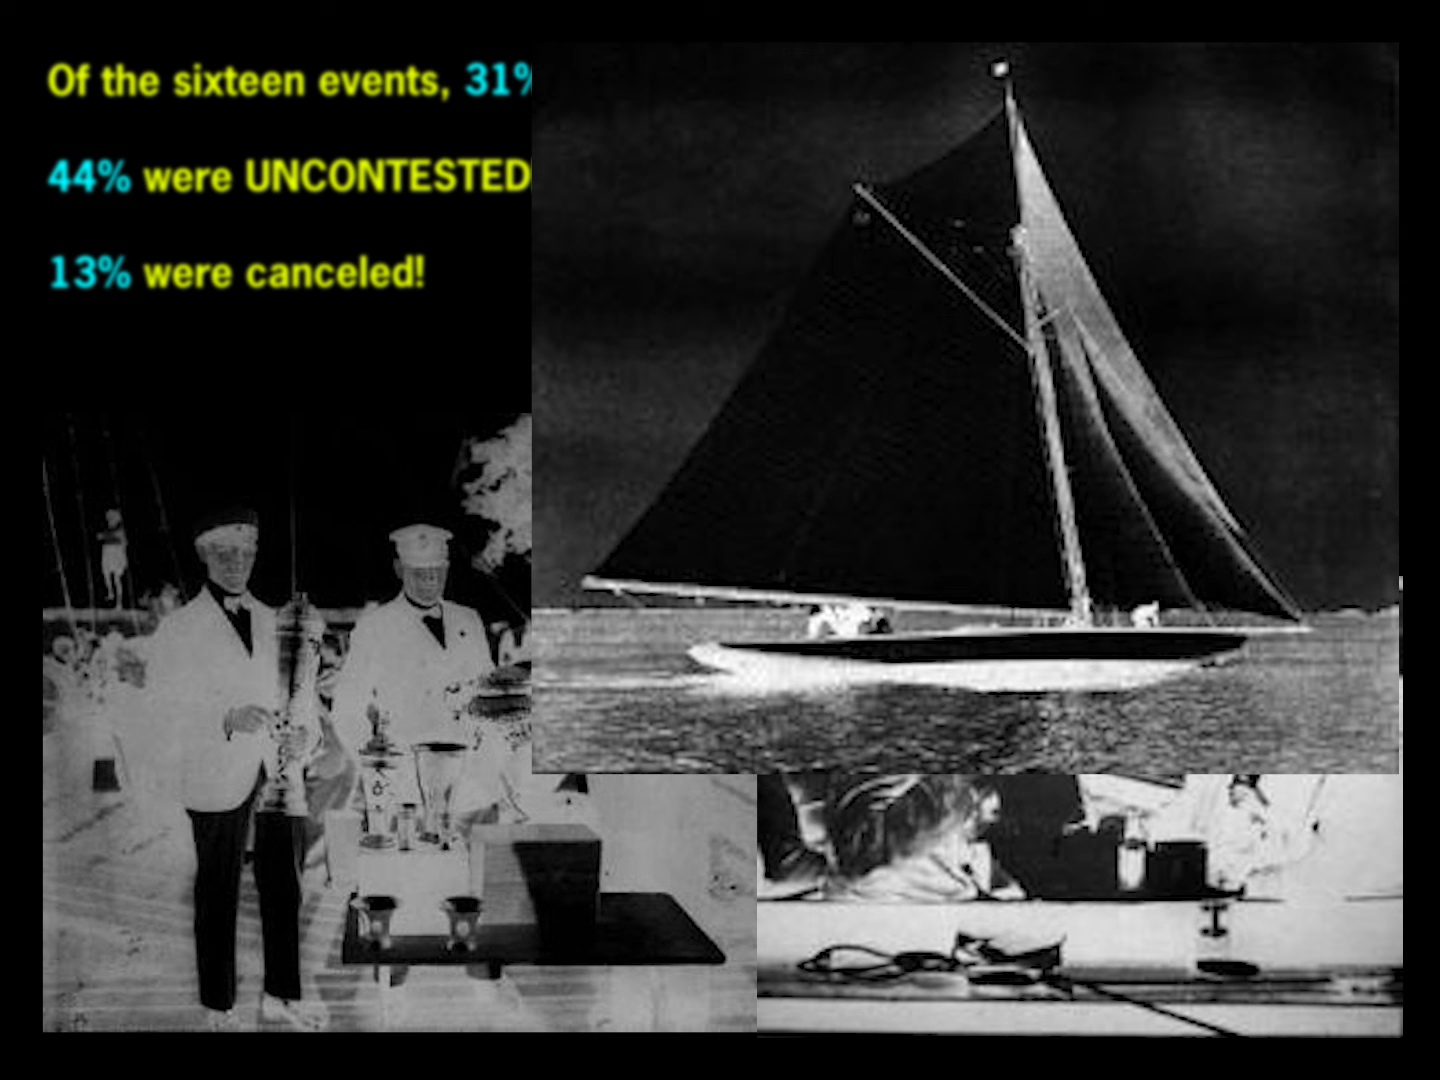 Of the sixteen events, 31%
44% were UNCONTESTED
13% were canceled!